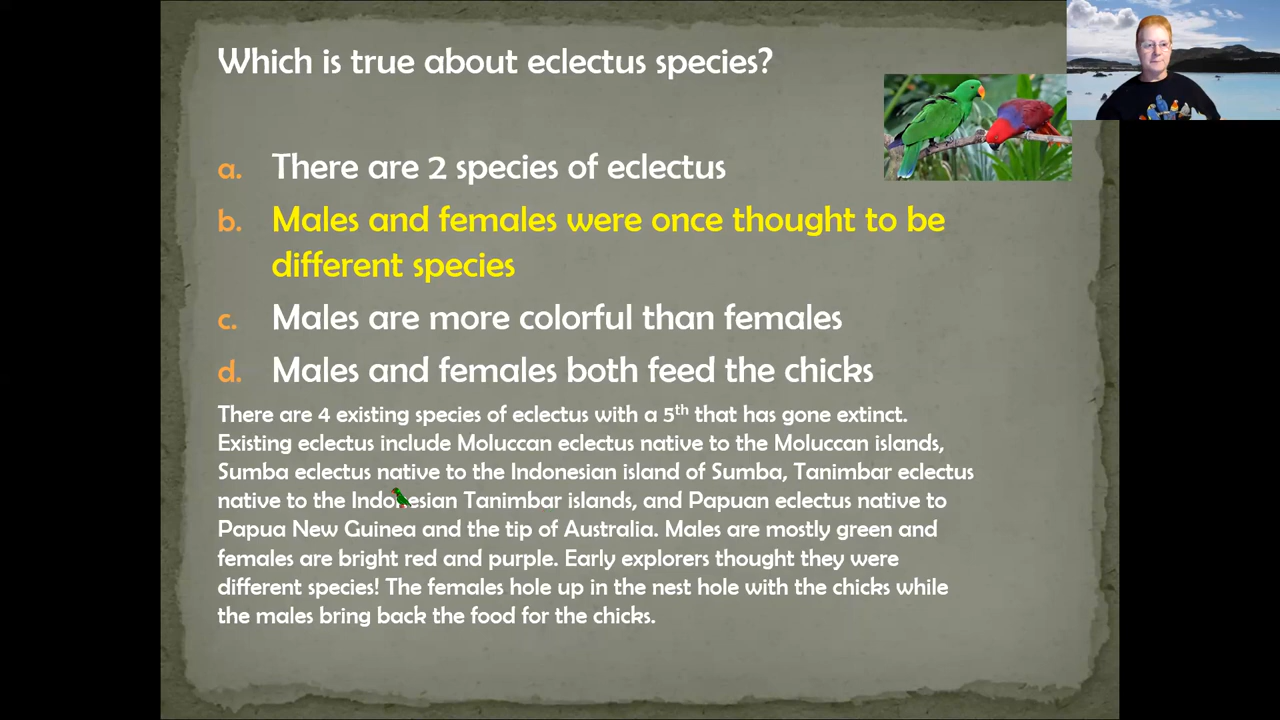 Which is true about eclectus species?
a. There are 2 species of eclectus
b. Males and females were once thought to be
different species
c. Males are more colorful than females
d. Males and females both feed the chicks
There are 4 existing species of eclectus with a 5th that has gone extinct.
Existing eclectus include Moluccan eclectus native to the Moluccan islands,
Sumba eclectus native to the Indonesian island of Sumba, Tanimbar eclectus
native to the Indonesian Tanimbar islands, and Papuan eclectus native to
Papua New Guinea and the tip of Australia. Males are mostly green and
females are bright red and purple. Early explorers thought they were
different species! The females hole up in the nest hole with the chicks while
the males bring back the food for the chicks.